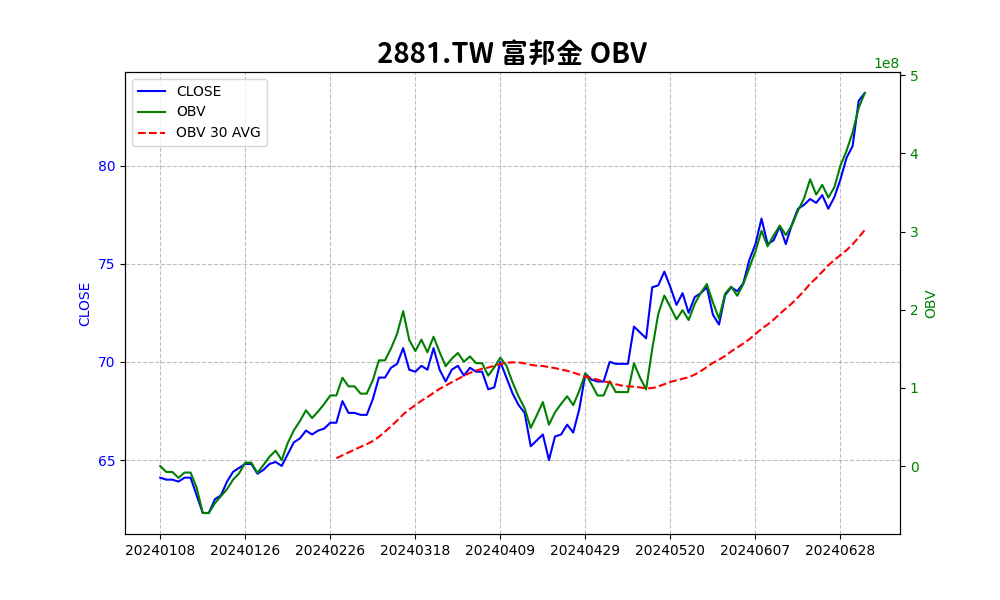 2881.TW 富邦金 OBV
1e8
CLOSE
OBV
OBV 30 AVG
80
75
70
65
CLOSE
5
4
3
2
1
0
OBV
20240108 20240126 20240226 20240318 20240409 20240429 20240520 20240607 20240628